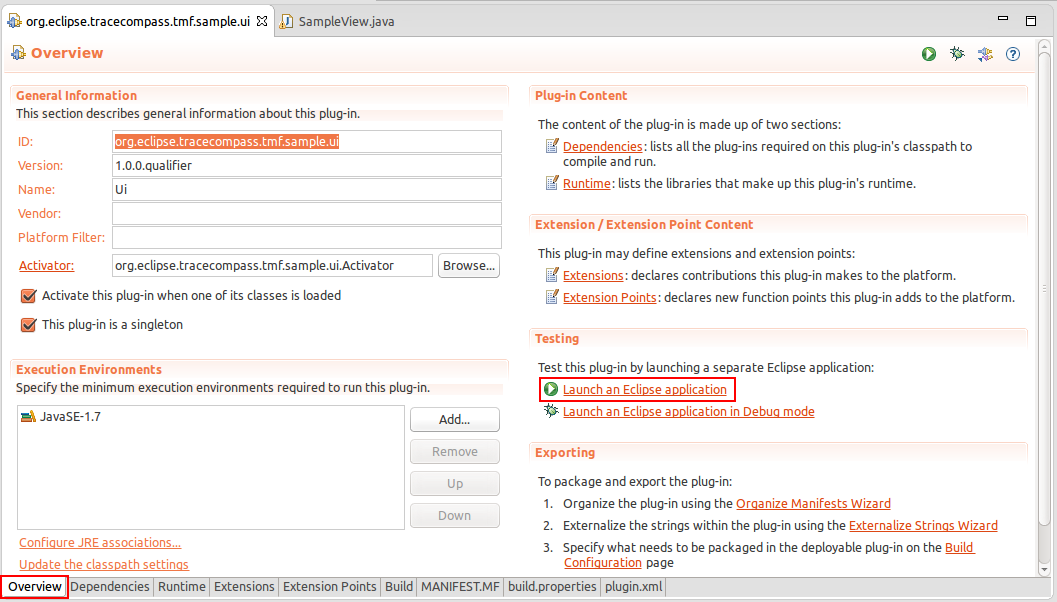 org.eclipse.tracecompass.tmf.sample.ui
SampleView.java
Overview
General Information
This section describes general information about this plug-in.
ID:
org.eclipse.tracecompass.tmf.sample.ui
Version:
1.0.0.qualifier
Name:
Ui
Vendor:
Platform Filter:
Activator:
org.eclipse.tracecompass.tmf.sample.ui.Activator
Browse...
Activate this plug-in when one of its classes is loaded
This plug-in is a singleton
Execution Environments
Specify the minimum execution environments required to run this plug-in.
JavaSE-1.7
Add...
Remove
Up
Down
Configure JRE associations...
Update the classpath settings
Plug-in Content
The content of the plug-in is made up of two sections:
Dependencies: lists all the plug-ins required on this plug-in's classpath to
compile and run.
Runtime: lists the libraries that make up this plug-in's runtime.
Extension / Extension Point Content
This plug-in may define extensions and extension points:
Extensions: declares contributions this plug-in makes to the platform.
Extension Points: declares new function points this plug-in adds to the platform.
Testing
Test this plug-in by launching a separate Eclipse application:
Launch an Eclipse application
Launch an Eclipse application in Debug mode
Exporting
To package and export the plug-in:
1. Organize the plug-in using the Organize Manifests Wizard
2. Externalize the strings within the plug-in using the Externalize Strings Wizard
3. Specify what needs to be packaged in the deployable plug-in on the Build
Configuration page
Overview Dependencies Runtime Extensions Extension Points Build MANIFEST.MF build.properties plugin.xml